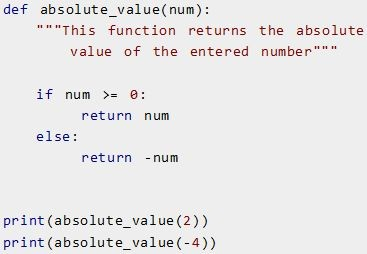 def absolute_value(num):
    """This function returns the absolute
        value of the entered number"""

    if num >= 0:
         return num
    else:
         return -num


print(absolute_value(2))
print(absolute_value(-4))